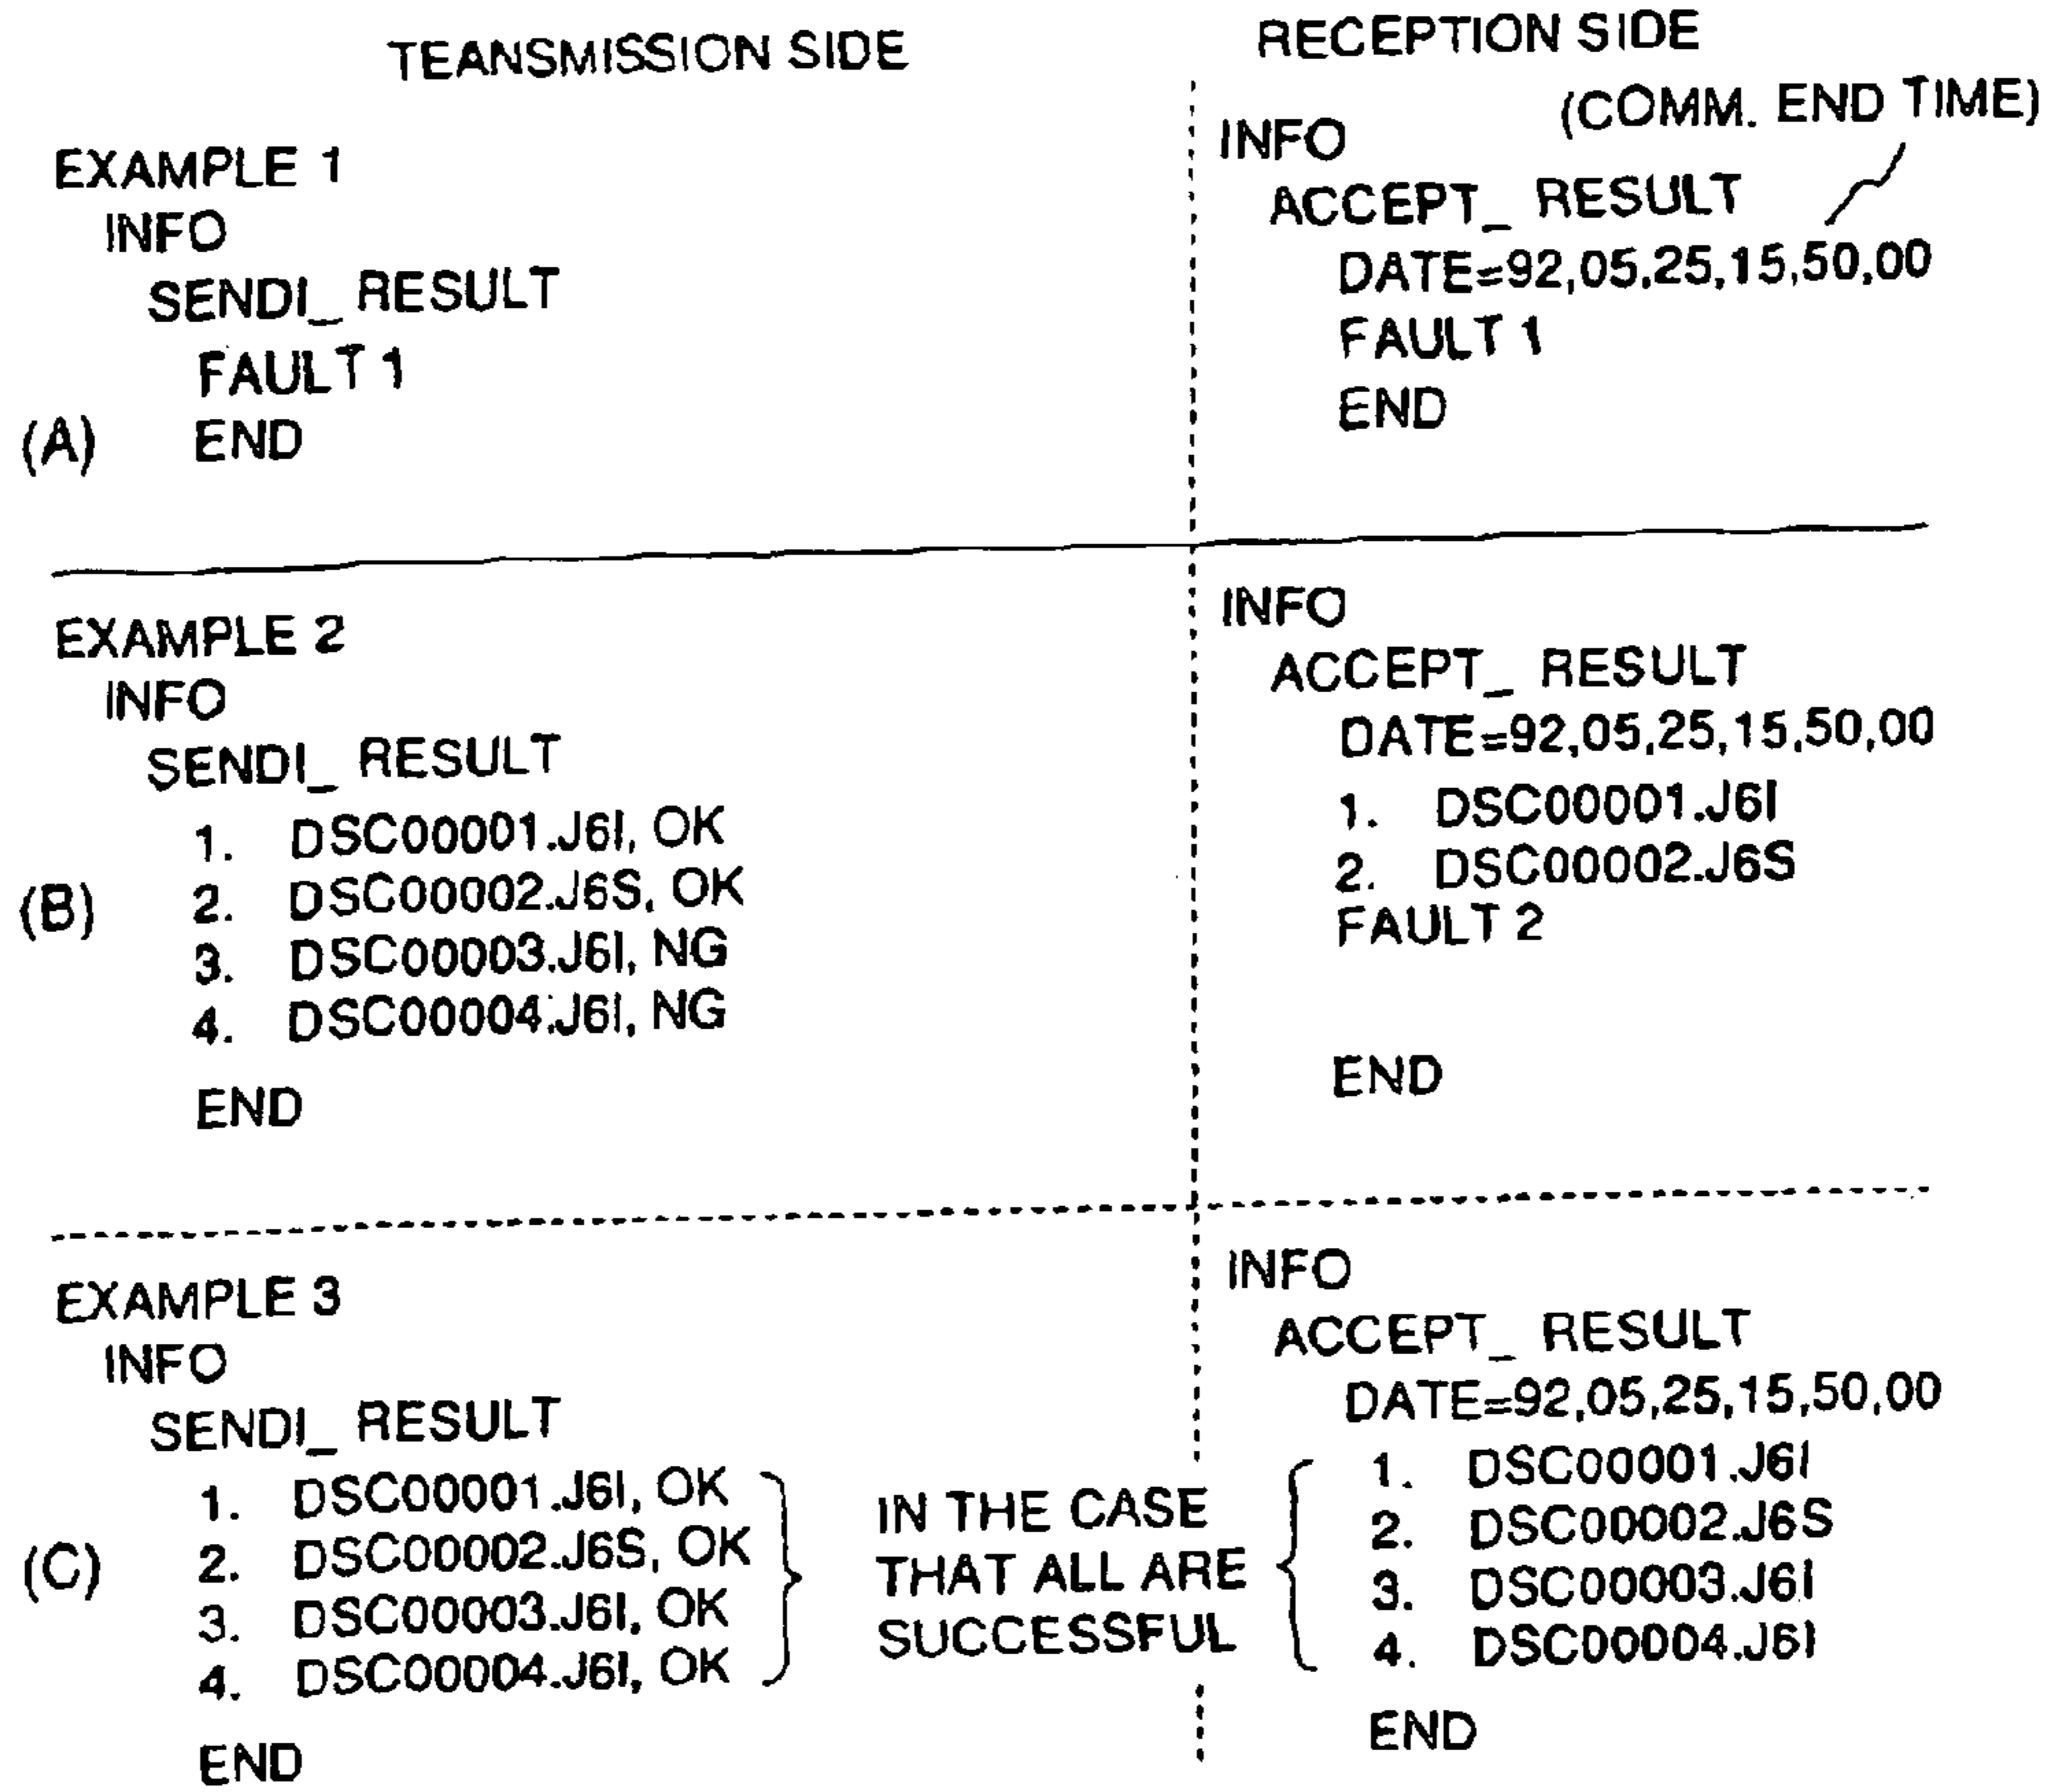 TEANSMISSION SIDE
EXAMPLE 1
INFO
SENDI_ RESULT
FAULT 1
(A)
END
RECEPTION SIDE
(COMM. END TIME)
INFO
ACCEPT_ RESULT
DATE=92,05,25,15,50,00
FAULT 1
END
EXAMPLE 2
INFO
SENDI_ RESULT
1. DSC00001.J6I, OK
2. DSC00002.J6S, OK
(B)
3. DSC00003.J6I, NG
4. DSC00004.J6I, NG
END
INFO
ACCEPT_ RESULT
DATE=92,05,25,15,50,00
1. DSC00001.J6I
2. DSC00002.J6S
FAULT 2
END
EXAMPLE 3
INFO
SENDI_ RESULT
1. DSC00001.J6I, OK
2. DSC00002.J6S, OK
(C)
3. DSC00003.J6I, OK
4. DSC00004.J6I, OK
END
IN THE CASE
THAT ALL ARE
SUCCESSFUL
INFO
ACCEPT_ RESULT
DATE=92,05,25,15,50,00
1. DSC00001.J6I
2. DSC00002.J6S
3. DSC00003.J6I
4. DSC00004.J6I
END